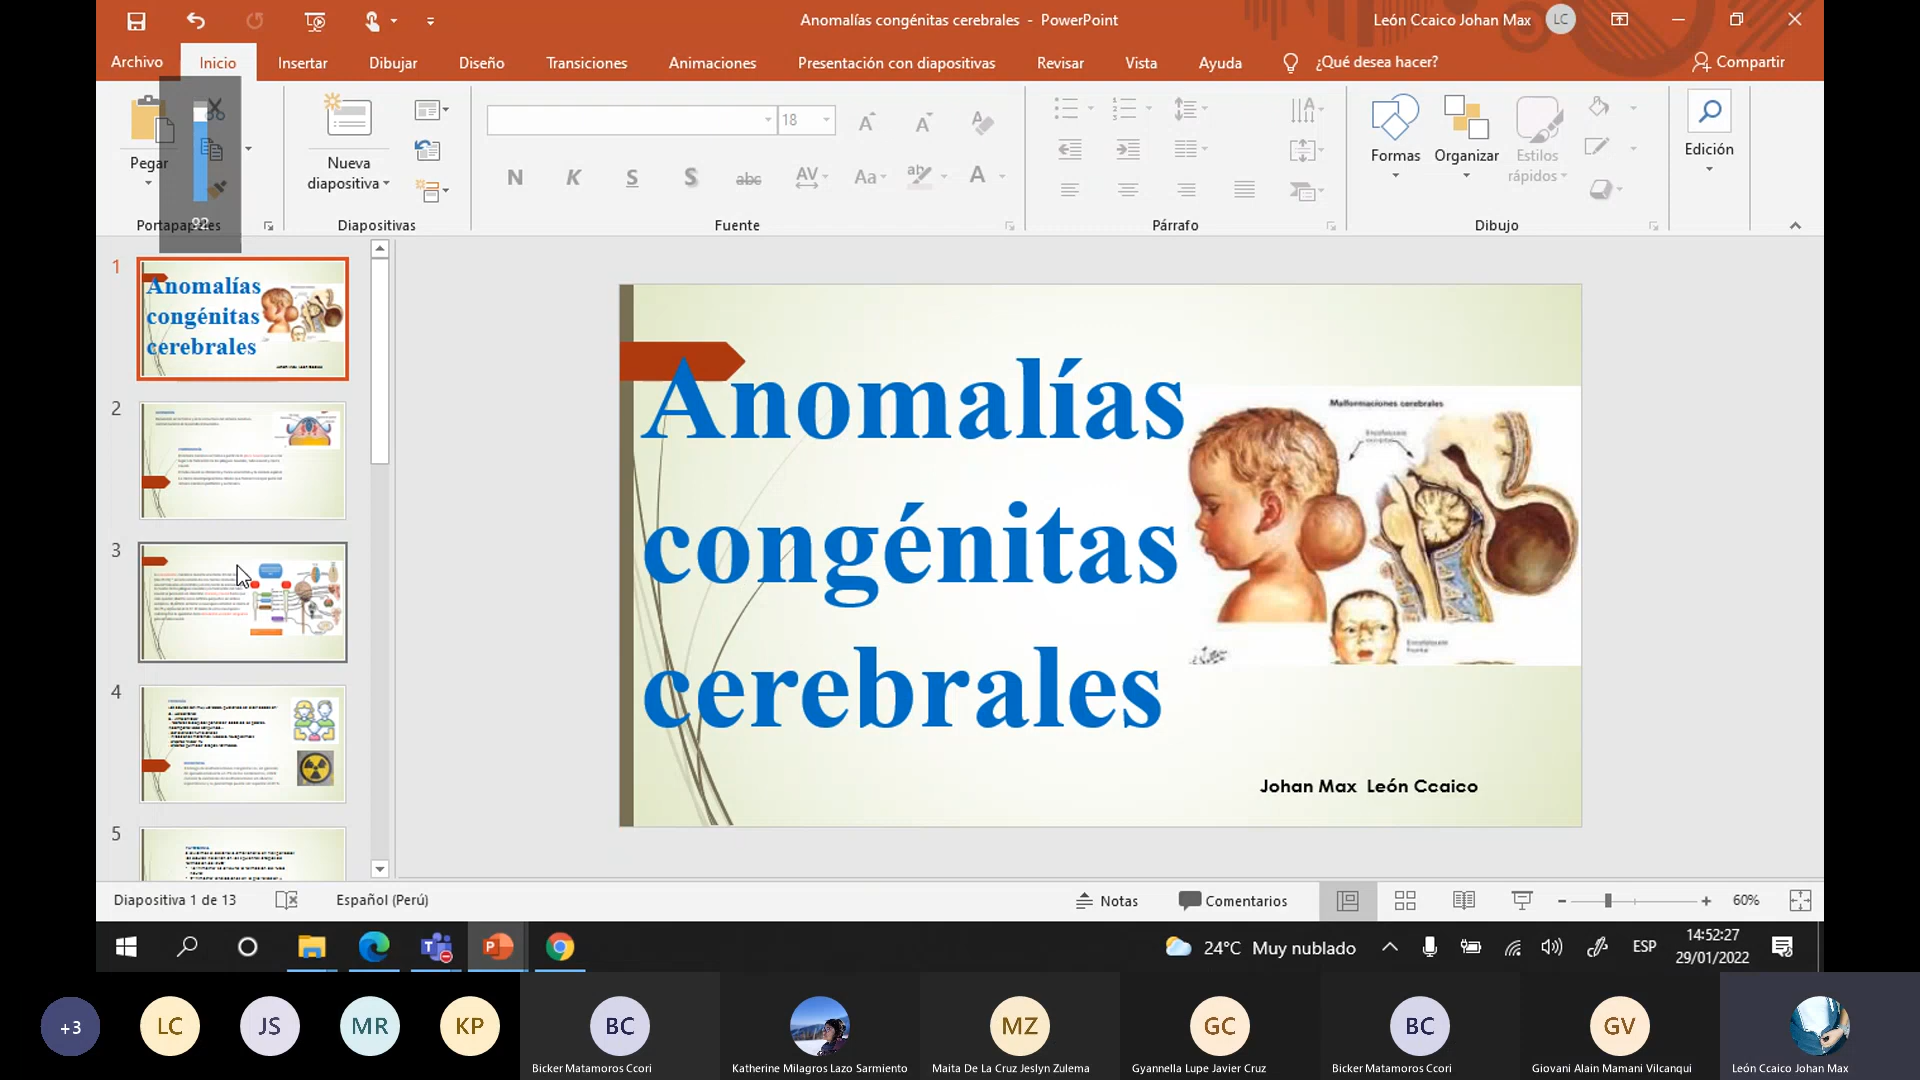 Anomalías congénitas cerebrales - PowerPoint
León Ccaico Johan Max
LC
Archivo
Inicio
Insertar
Dibujar
Diseño
Transiciones
Animaciones
Presentación con diapositivas
Revisar
Vista
Ayuda
¿Qué desea hacer?
Compartir
Pegar
Nueva
diapositiva
18
N K S S abc AV Aa A
Formas
Organizar
Estilos
rápidos
Edición
Portapapeles
92
Diapositivas
Fuente
Párrafo
Dibujo
1
Anomalías
congénitas
cerebrales
2
3
4
5
Anomalías
congénitas
cerebrales
Malformaciones cerebrales
Johan Max León Ccaico
Diapositiva 1 de 13
Español (Perú)
Notas
Comentarios
60%
24°C Muy nublado
ESP
14:52:27
29/01/2022
+3
LC
JS
MR
KP
BC
MZ
GC
BC
GV
Bicker Matamoros Ccori
Katherine Milagros Lazo Sarmiento
Maita De La Cruz Jeslyn Zulema
Gyannella Lupe Javier Cruz
Bicker Matamoros Ccori
Giovani Alain Mamani Vilcanqui
León Ccaico Johan Max